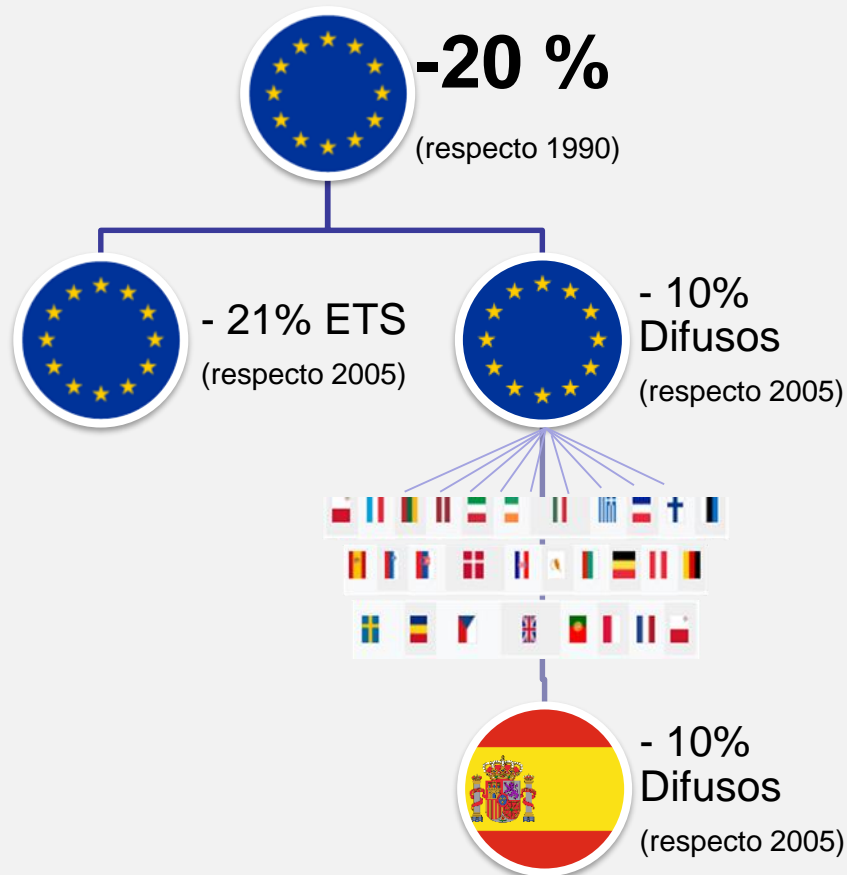 -20 %
(respecto 1990)
- 21% ETS
(respecto 2005)
- 10%
Difusos
(respecto 2005)
- 10%
Difusos
(respecto 2005)